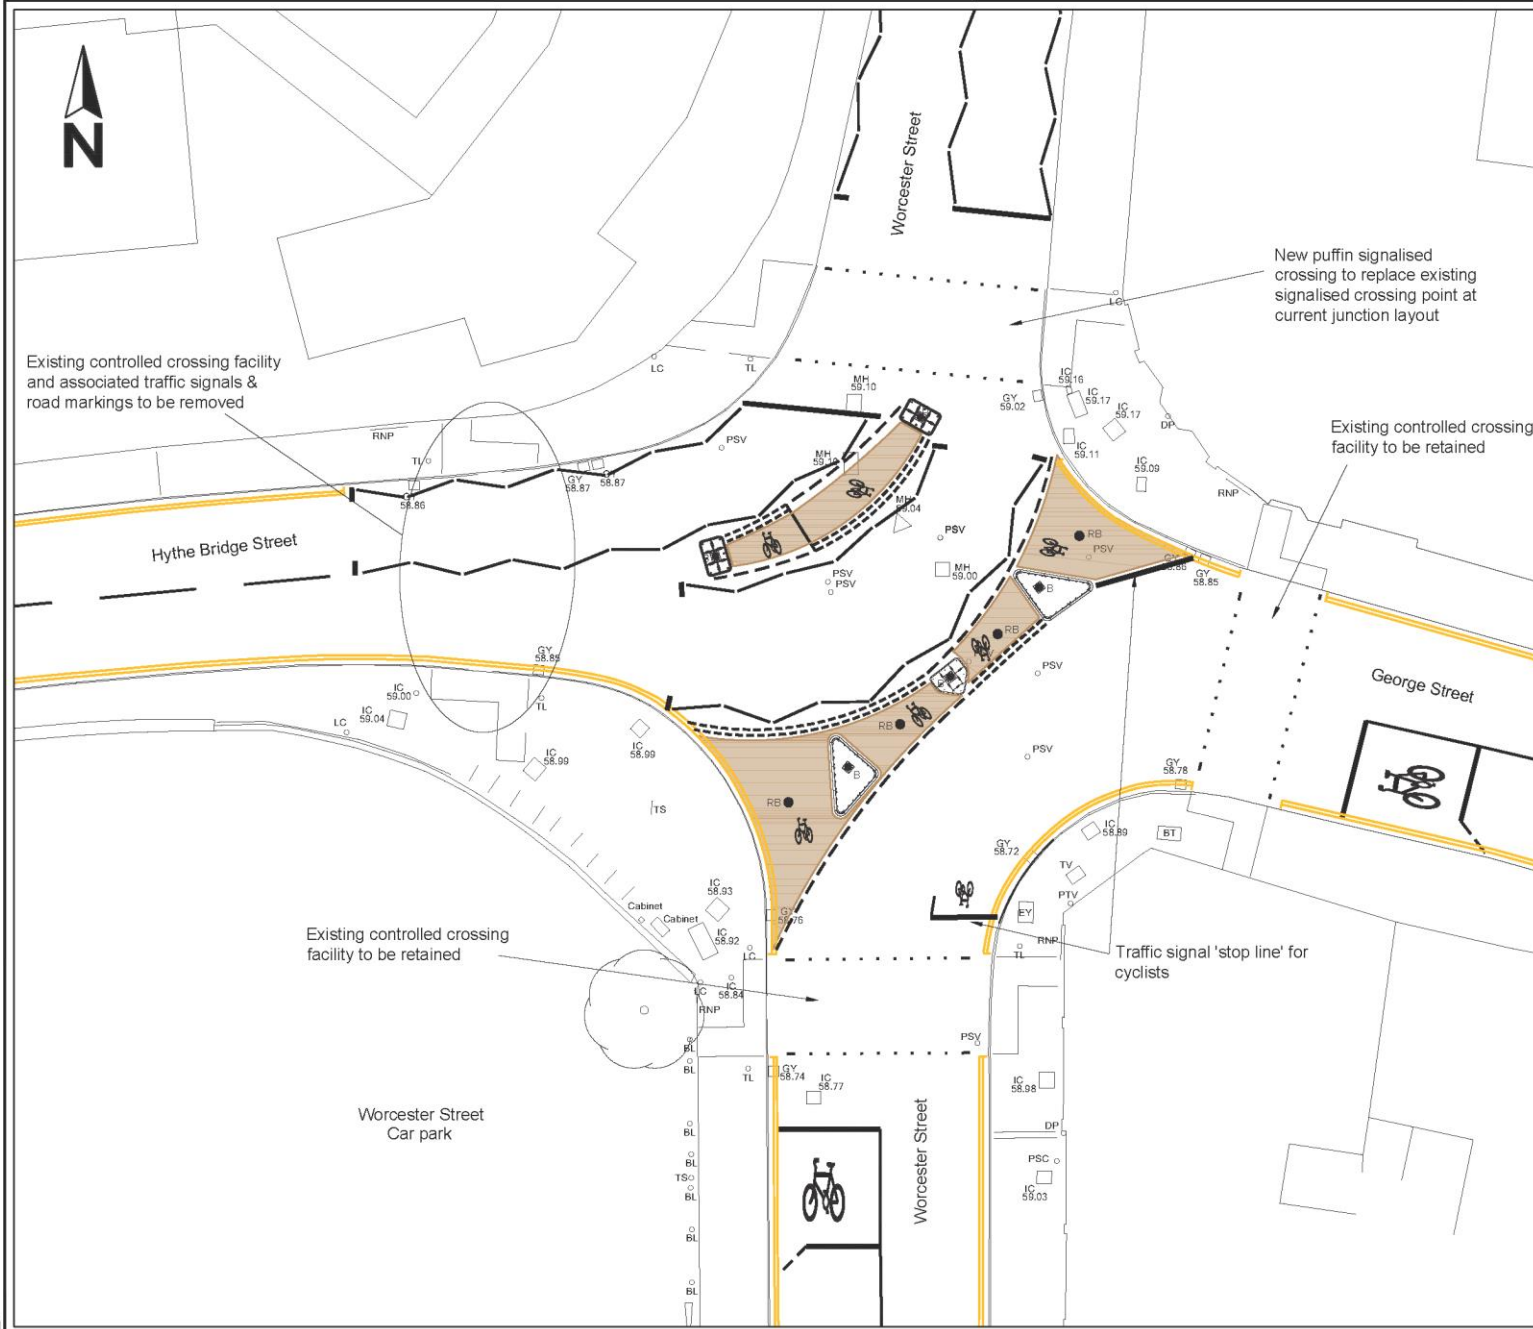 N
Worcester Street
New puffin signalised
crossing to replace existing
signalised crossing point at
current junction layout
LC
Existing controlled crossing facility
and associated traffic signals &
road markings to be removed
LC
TL
MH
59.10
GY
59.02
IC
59.16
IC
59.17
IC
59.17
DP
IC
59.11
IC
59.09
Existing controlled crossing
facility to be retained
RNP
RNP
TL
PSV
MH
GY
58.87
58.87
58.86
MH
59.04
PSV
RB
PSV
Hythe Bridge Street
MH
59.00
GY
58.85
PSV
PSV
B
RB
GY
58.85
PSV
George Street
IC
59.00
IC
59.04
LC
TL
IC
58.99
IC
58.99
RB
PSV
B
GY
58.78
RB
TS
IC
58.89
BT
GY
58.72
TV
PTV
EY
RNP
TL
IC
58.93
Cabinet
Cabinet
IC
58.92
LC
Existing controlled crossing
facility to be retained
Traffic signal 'stop line' for
cyclists
LC
IC
58.84
RNP
PSV
BL
BL
TL
GY
58.74
IC
58.77
IC
58.98
Worcester Street
Car park
BL
BL
TS
BL
BL
BL
Worcester Street
DP
PSC
IC
59.03